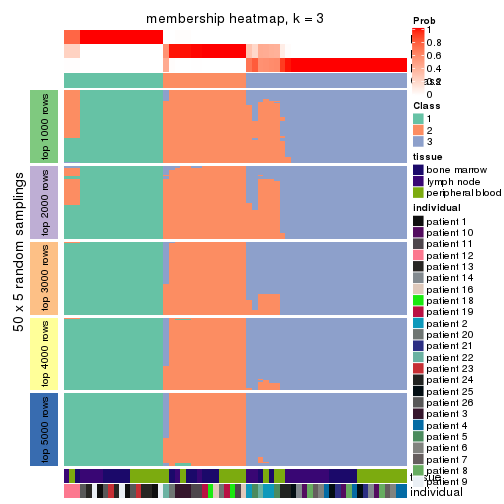 membership heatmap, k = 3
50 x 5 random samplings
top 1000 rows
top 2000 rows
top 3000 rows
top 4000 rows
top 5000 rows
Prob
1
0.8
0.6
0.4
0.2
0
Class
Class
1
2
3
tissue
bone marrow
lymph node
peripheral blood
individual
patient 1
patient 10
patient 11
patient 12
patient 13
patient 14
patient 16
patient 18
patient 19
patient 2
patient 20
patient 21
patient 22
patient 23
patient 24
patient 25
patient 26
patient 3
patient 4
patient 5
patient 6
patient 7
patient 8
patient 9
tissue
individual